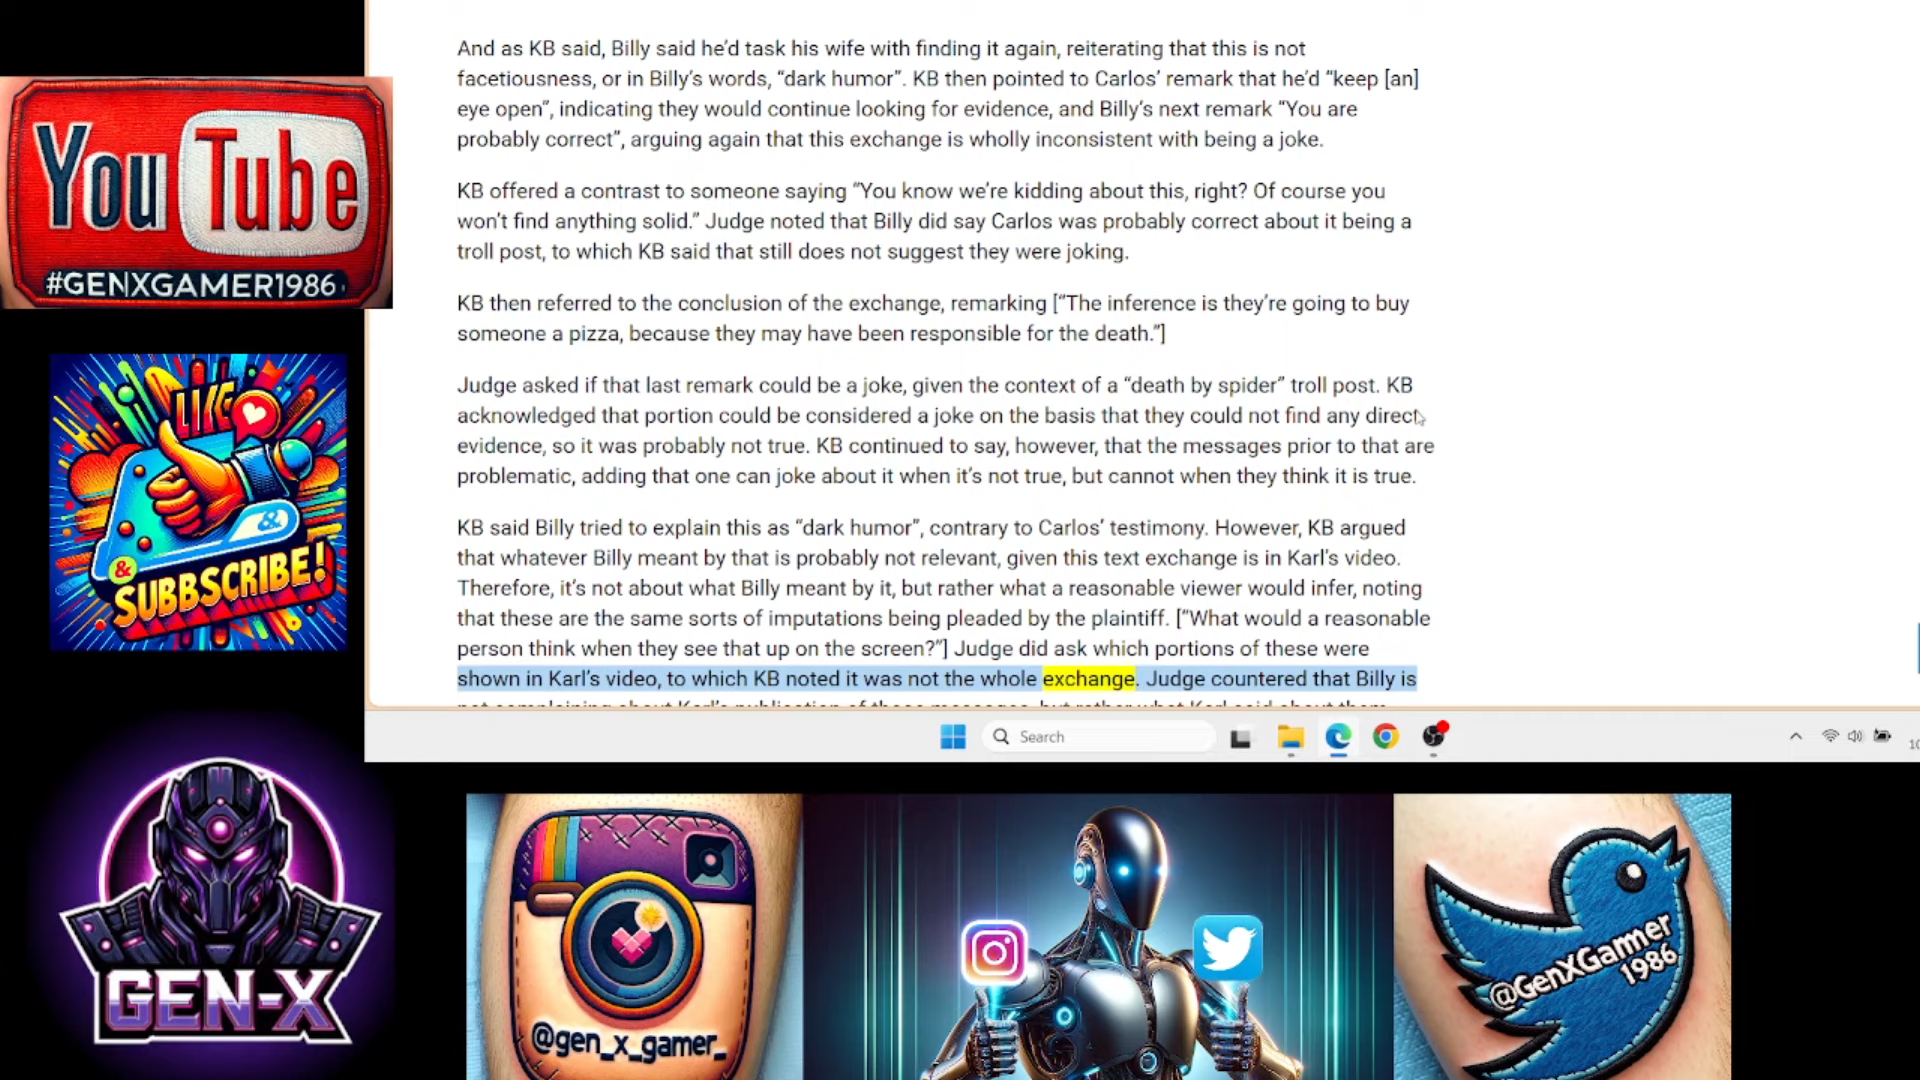 And as KB said, Billy said he'd task his wife with finding it again, reiterating that this is not
facetiousness, or in Billy's words, "dark humor". KB then pointed to Carlos' remark that he'd "keep [an]
eye open", indicating they would continue looking for evidence, and Billy's next remark "You are
probably correct", arguing again that this exchange is wholly inconsistent with being a joke.
KB offered a contrast to someone saying "You know we're kidding about this, right? Of course you
won't find anything solid." Judge noted that Billy did say Carlos was probably correct about it being a
troll post, to which KB said that still does not suggest they were joking.
KB then referred to the conclusion of the exchange, remarking ["The inference is they're going to buy
someone a pizza, because they may have been responsible for the death."]
Judge asked if that last remark could be a joke, given the context of a "death by spider" troll post. KB
acknowledged that portion could be considered a joke on the basis that they could not find any direct
evidence, so it was probably not true. KB continued to say, however, that the messages prior to that are
problematic, adding that one can joke about it when it's not true, but cannot when they think it is true.
KB said Billy tried to explain this as "dark humor", contrary to Carlos' testimony. However, KB argued
that whatever Billy meant by that is probably not relevant, given this text exchange is in Karl's video.
Therefore, it's not about what Billy meant by it, but rather what a reasonable viewer would infer, noting
that these are the same sorts of imputations being pleaded by the plaintiff. ["What would a reasonable
person think when they see that up on the screen?"] Judge did ask which portions of these were
shown in Karl's video, to which KB noted it was not the whole exchange. Judge countered that Billy is
You Tube
#GENXGAMER1986
LIKE
&
& SUBBSCRIBE!
Search
10
GEN-X
@gen_x_gamer_
@GenXGamer
1986